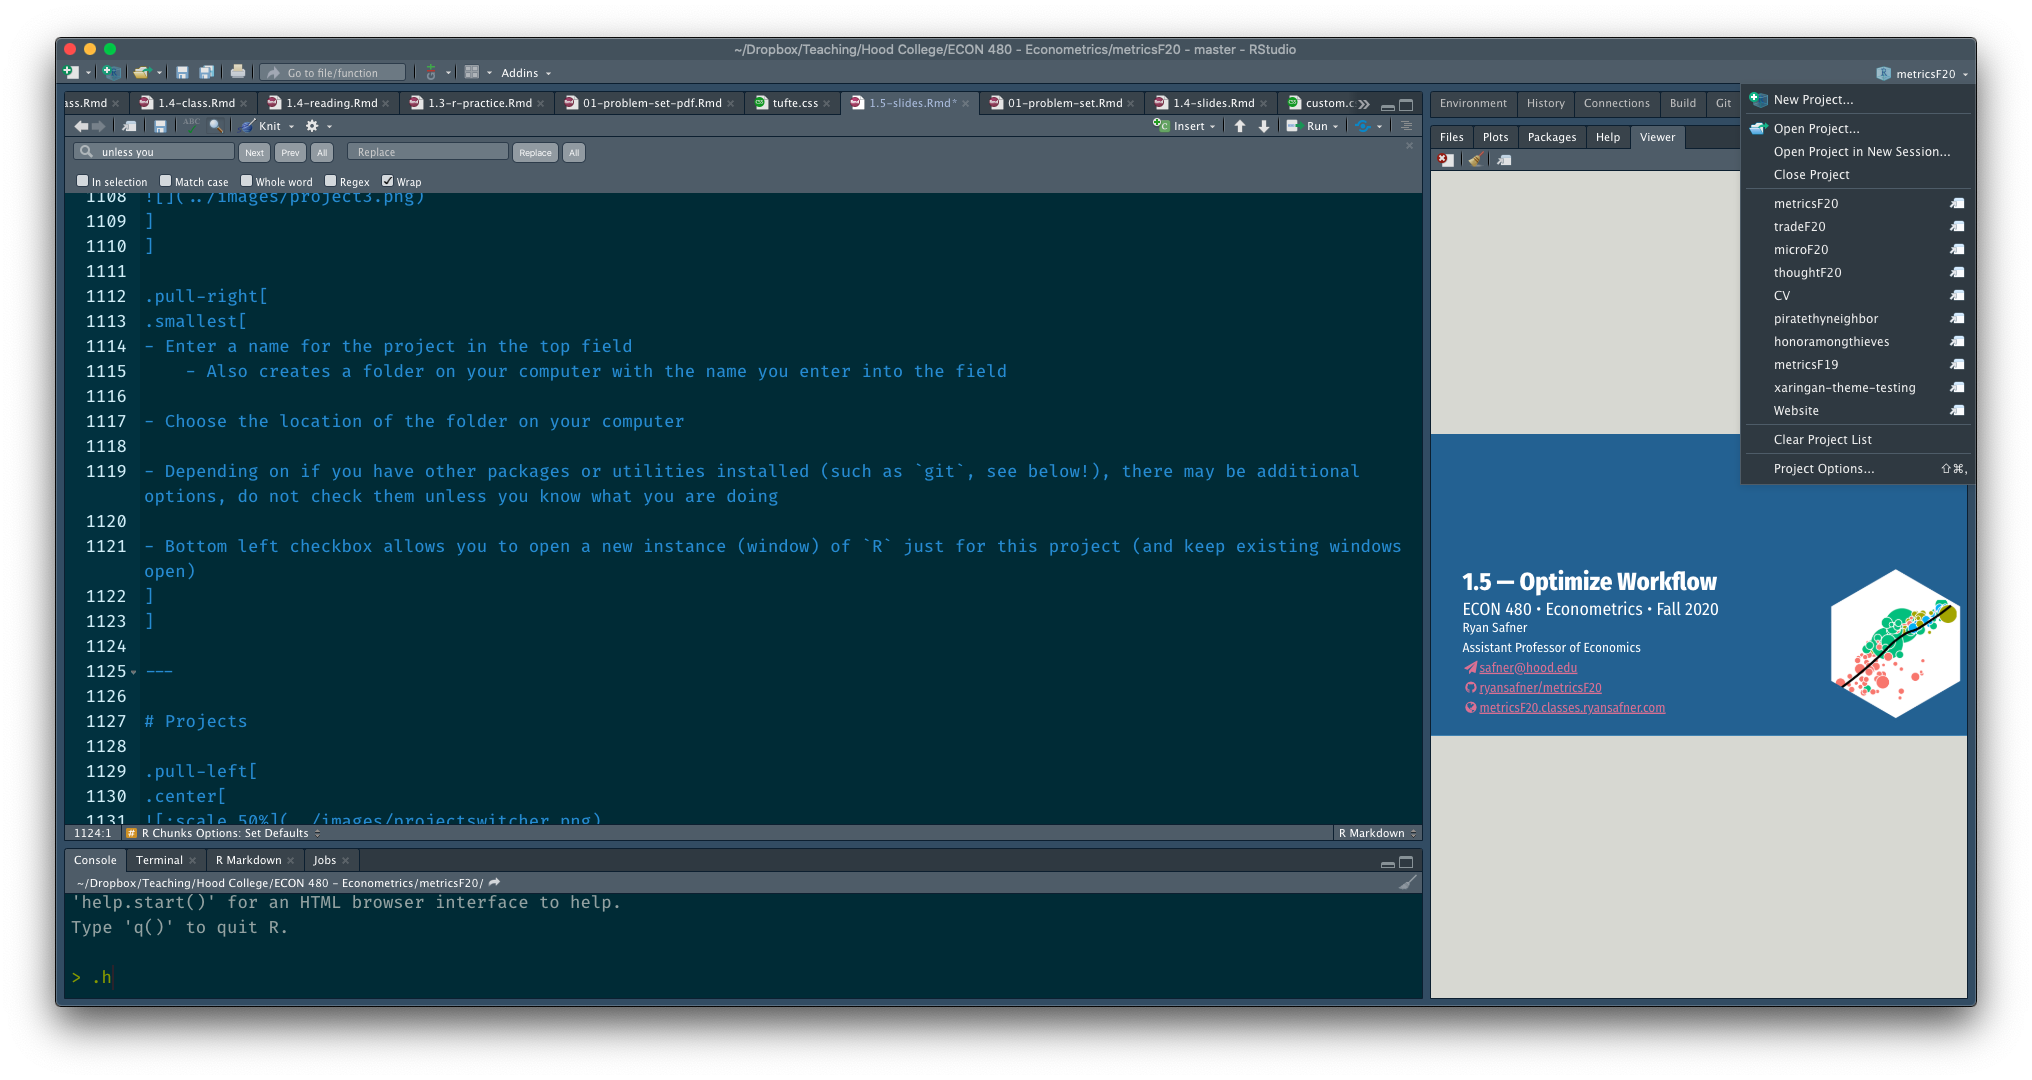 ~/Dropbox/Teaching/Hood College/ECON 480 - Econometrics/metricsF20 - master - RStudio
Go to file/function
Addins
metricsF20
ass.Rmd
1.4-class.Rmd
1.4-reading.Rmd
1.3-r-practice.Rmd
01-problem-set-pdf.Rmd
tufte.css
1.5-slides.Rmd*
01-problem-set.Rmd
1.4-slides.Rmd
custom.c
ABC
Knit
Insert
Run
unless you
Next
Prev
All
Replace
Replace
All
In selection
Match case
Whole word
Regex
Wrap
1108 ![](../images/project3.png)
1109 ]
1110 ]
1111
1112 .pull-right[
1113 .smallest[
1114 - Enter a name for the project in the top field
1115     - Also creates a folder on your computer with the name you enter into the field
1116
1117 - Choose the location of the folder on your computer
1118
1119 - Depending on if you have other packages or utilities installed (such as `git`, see below!), there may be additional
options, do not check them unless you know what you are doing
1120
1121 - Bottom left checkbox allows you to open a new instance (window) of `R` just for this project (and keep existing windows
open)
1122 ]
1123 ]
1124
1125 ---
1126
1127 # Projects
1128
1129 .pull-left[
1130 .center[
1131 ![:scale 50%](../images/projectswitcher.png)
1124:1
# R Chunks Options: Set Defaults
R Markdown
Console
Terminal
R Markdown
Jobs
~/Dropbox/Teaching/Hood College/ECON 480 - Econometrics/metricsF20/
'help.start()' for an HTML browser interface to help.
Type 'q()' to quit R.
> .h
Environment
History
Connections
Build
Git
Files
Plots
Packages
Help
Viewer
New Project...
Open Project...
Open Project in New Session...
Close Project
metricsF20
tradeF20
microF20
thoughtF20
CV
piratethyneighbor
honoramongthieves
metricsF19
xaringan-theme-testing
Website
Clear Project List
Project Options... ⇧⌘,
1.5 — Optimize Workflow
ECON 480 • Econometrics • Fall 2020
Ryan Safner
Assistant Professor of Economics
safner@hood.edu
ryansafner/metricsF20
metricsF20.classes.ryansafner.com